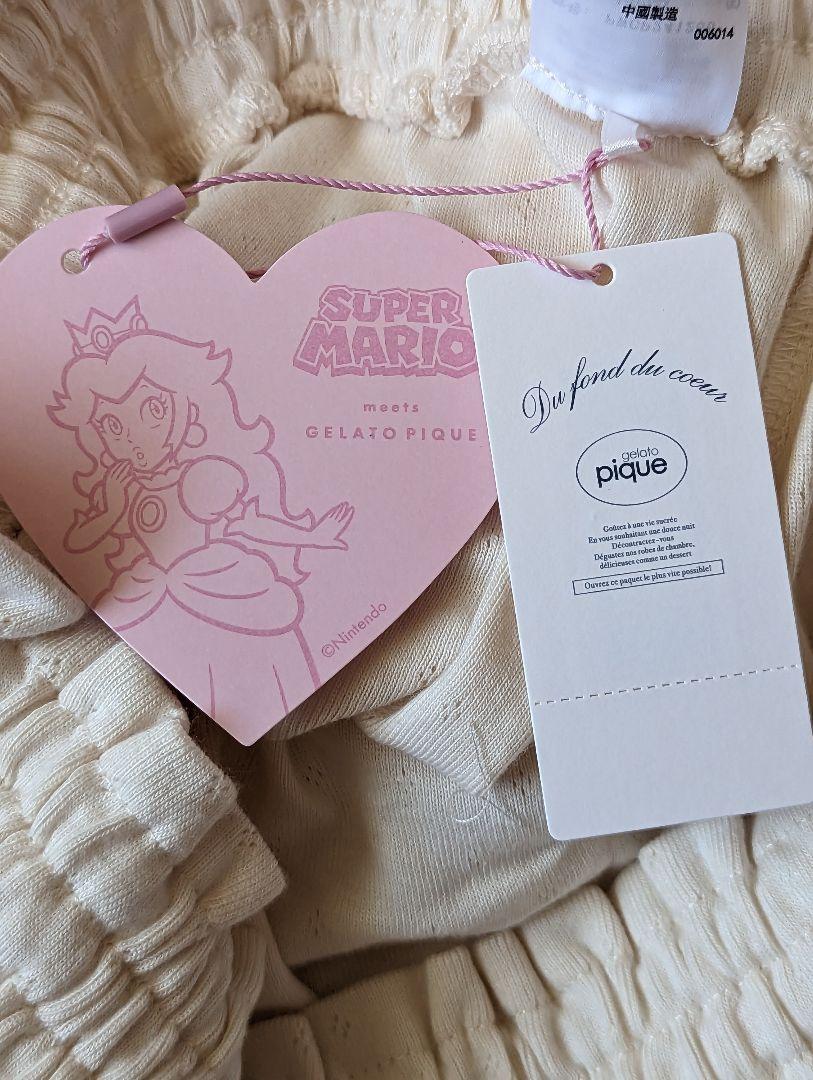 中國製造
006014
SUPER
MARIO
meets
GELATO PIQUE
©Nintendo
Du fond du coeur
gelato
pique
Goûtez à une vie sucrée
En vous souhaitant une douce nuit
Décontractez-vous
Dégustez nos robes de chambre,
délicieuses comme un dessert
Ouvrez ce paquet le plus vite possible!